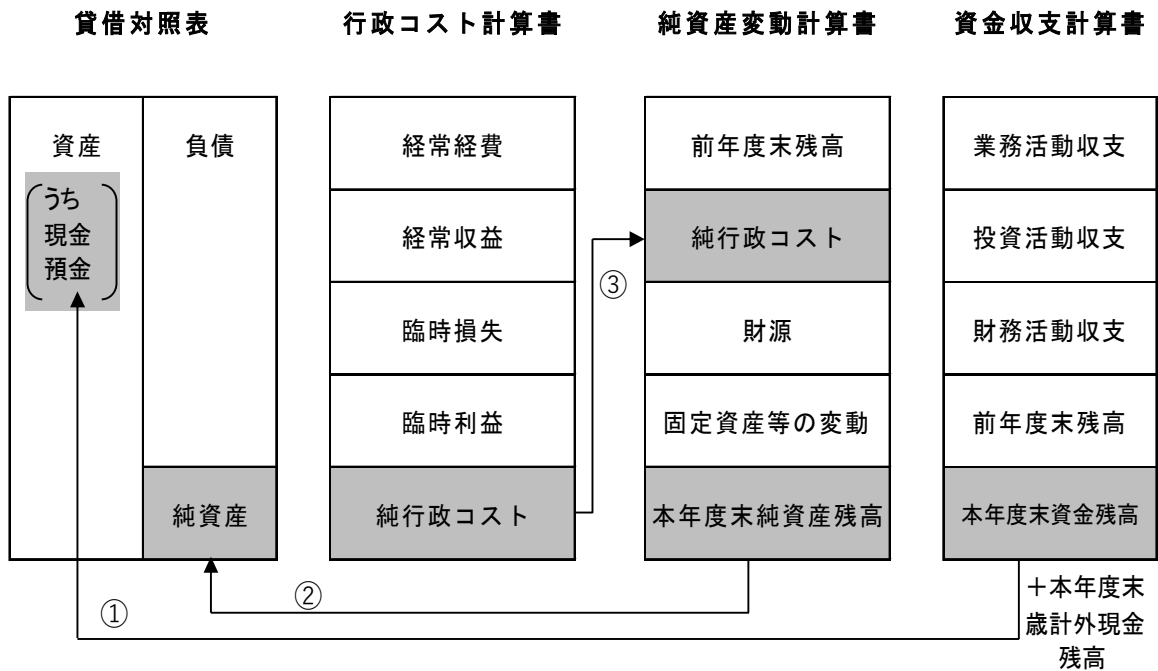 貸借対照表
行政コスト計算書
純資産変動計算書
資金収支計算書
資産
うち
現金
預金
負債
純資産
経常経費
経常収益
臨時損失
臨時利益
純行政コスト
前年度末残高
純行政コスト
財源
固定資産等の変動
本年度末純資産残高
業務活動収支
投資活動収支
財務活動収支
前年度末残高
本年度末資金残高
③
②
①
＋本年度末
歳計外現金
残高